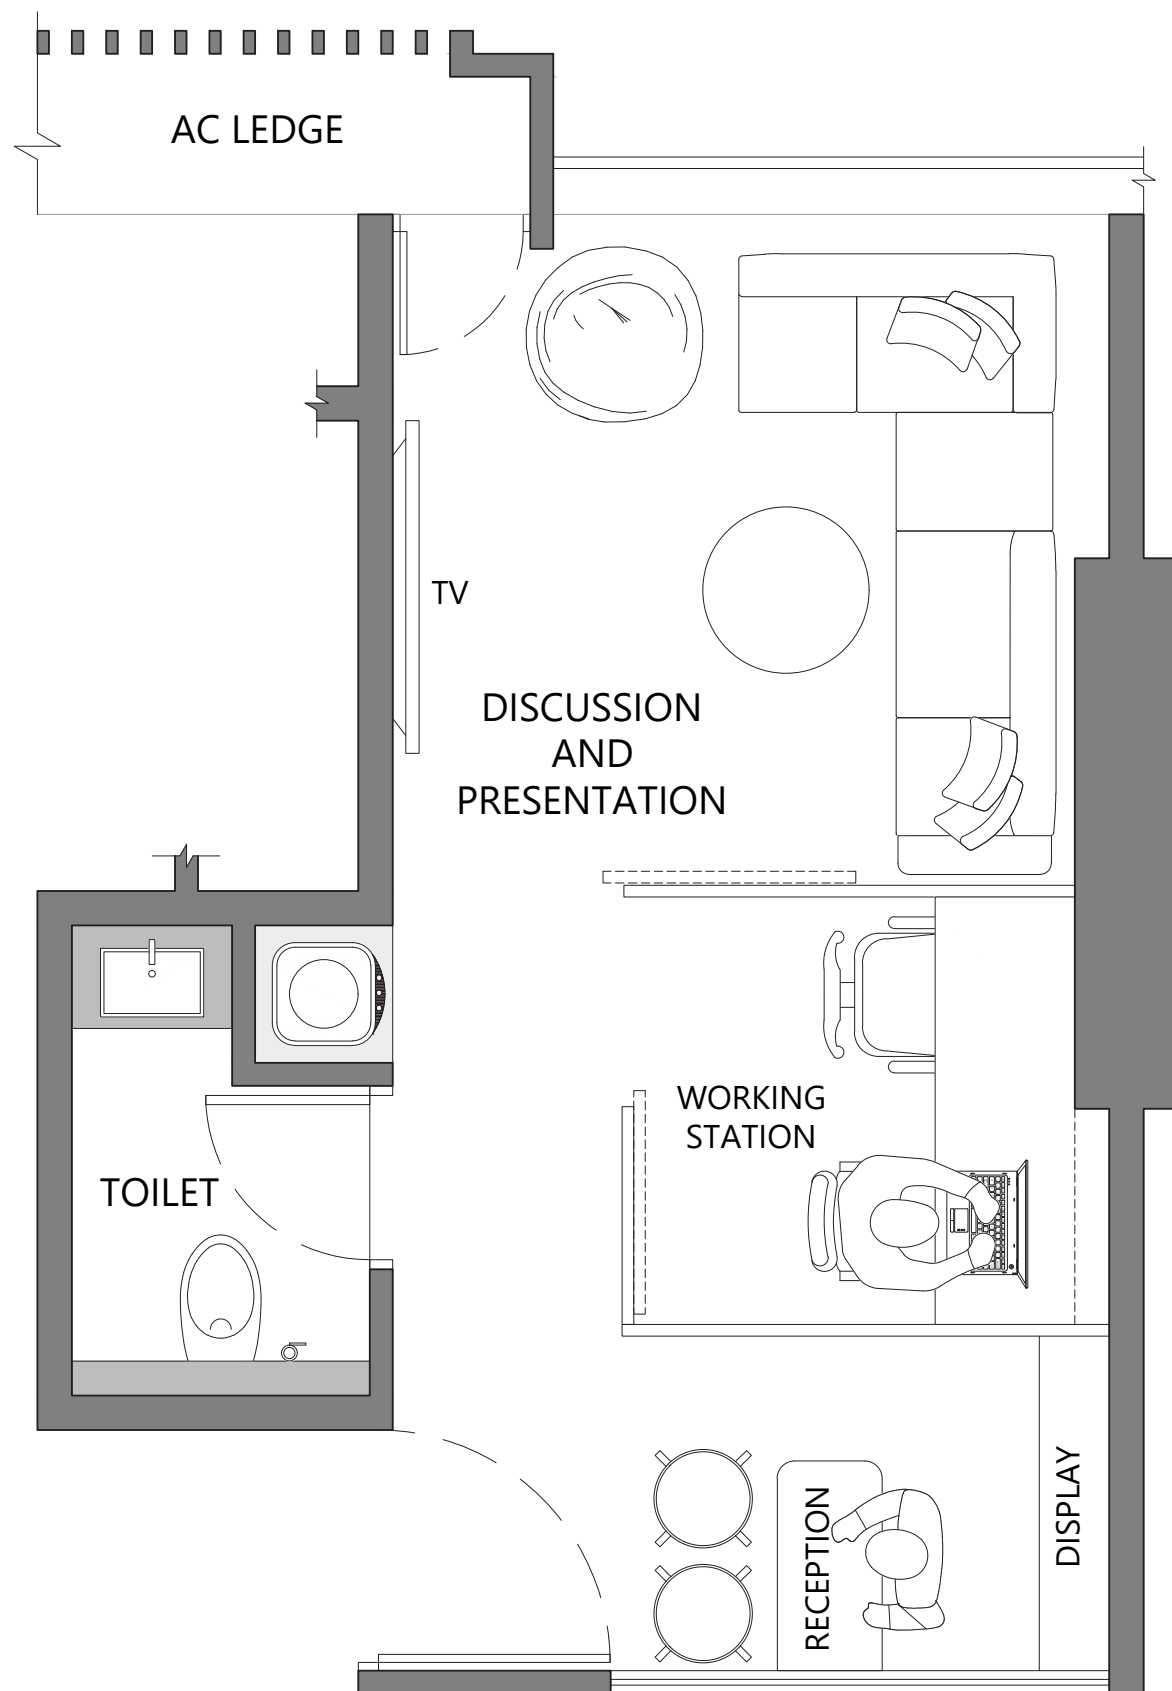 AC LEDGE
TV
DISCUSSION
AND
PRESENTATION
WORKING
STATION
TOILET
RECEPTION
DISPLAY